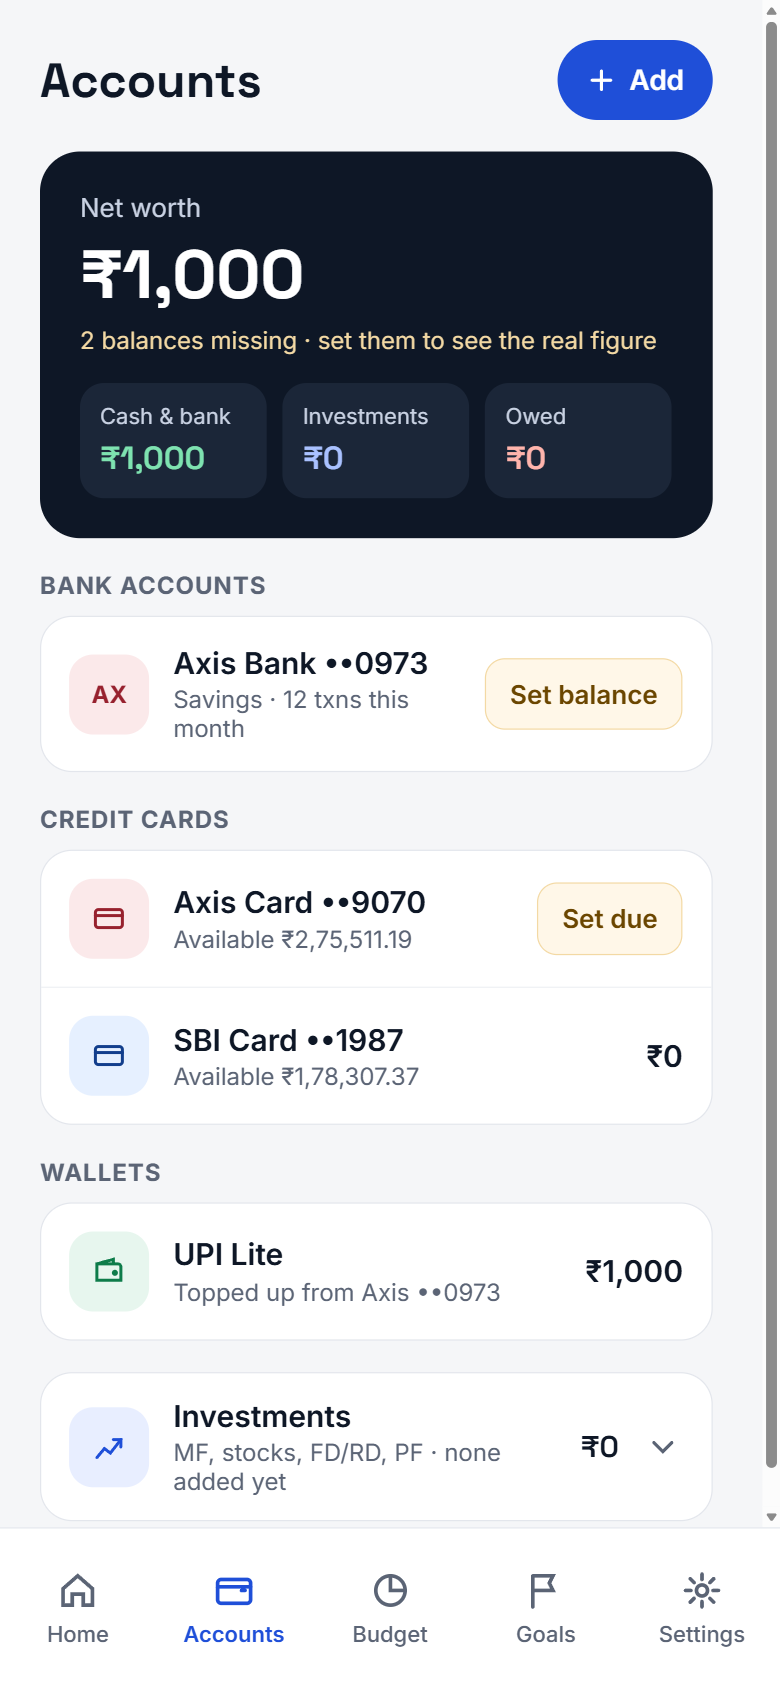 Accounts
+ Add
Net worth
₹1,000
2 balances missing · set them to see the real figure
Cash & bank
Investments
Owed
₹1,000
₹0
₹0
BANK ACCOUNTS
AX
Axis Bank ••0973
Savings · 12 txns this
month
Set balance
CREDIT CARDS
Axis Card ••9070
Available ₹2,75,511.19
Set due
SBI Card ••1987
Available ₹1,78,307.37
₹0
WALLETS
UPI Lite
Topped up from Axis ••0973
₹1,000
Investments
MF, stocks, FD/RD, PF · none
added yet
₹0
Home
Accounts
Budget
Goals
Settings